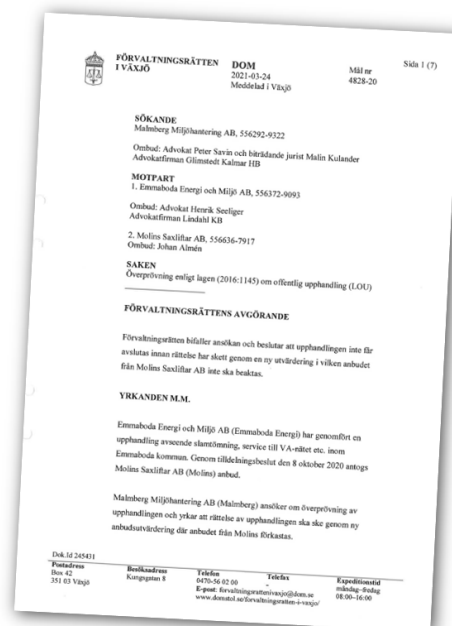 FÖRVALTNINGSRÄTTEN
I VÄXJÖ
DOM
2021-03-24
Meddelad i Växjö
Mål nr
4828-20
Sida 1 (7)
SÖKANDE
Malmberg Miljöhantering AB, 556292-9322
Ombud: Advokat Peter Savin och biträdande jurist Malin Kulander
Advokatfirman Glimstedt Kalmar HB
MOTPART
1. Emmaboda Energi och Miljö AB, 556372-9093
Ombud: Advokat Henrik Seeliger
Advokatfirman Lindahl KB
2. Molins Saxliftar AB, 556636-7917
Ombud: Johan Almén
SAKEN
Överprövning enligt lagen (2016:1145) om offentlig upphandling (LOU)
FÖRVALTNINGSRÄTTENS AVGÖRANDE
Förvaltningsrätten bifaller ansökan och beslutar att upphandlingen inte får
avslutas innan rättelse har skett genom en ny utvärdering i vilken anbudet
från Molins Saxliftar AB inte ska beaktas.
YRKANDEN M.M.
Emmaboda Energi och Miljö AB (Emmaboda Energi) har genomfört en
upphandling avseende slamtömning, service till VA-nätet etc. inom
Emmaboda kommun. Genom tilldelningsbeslut den 8 oktober 2020 antogs
Molins Saxliftar AB (Molins) anbud.
Malmberg Miljöhantering AB (Malmberg) ansöker om överprövning av
upphandlingen och yrkar att rättelse av upphandlingen ska ske genom ny
anbudsutvärdering där anbudet från Molins förkastas.
Dok.Id 245431
Postadress
Box 42
351 03 Växjö
Besöksadress
Kungsgatan 8
Telefon
0470-56 02 00
Telefax
-
E-post: forvaltningsrattenivaxjo@dom.se
www.domstol.se/forvaltningsratten-i-vaxjo/
Expeditionstid
måndag–fredag
08:00–16:00